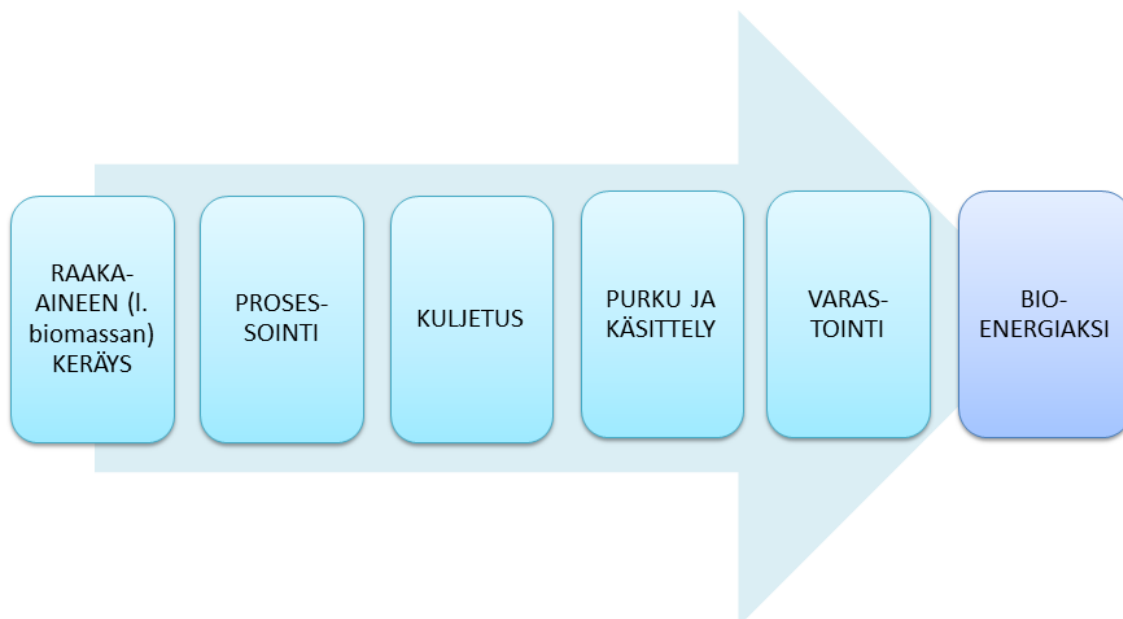 RAAKA-
AINEEN (l.
biomassan)
KERÄYS
PROSES-
SOINTI
KULJETUS
PURKU JA
KÄSITTELY
VARAS-
TOINTI
BIO-
ENERGIAKSI